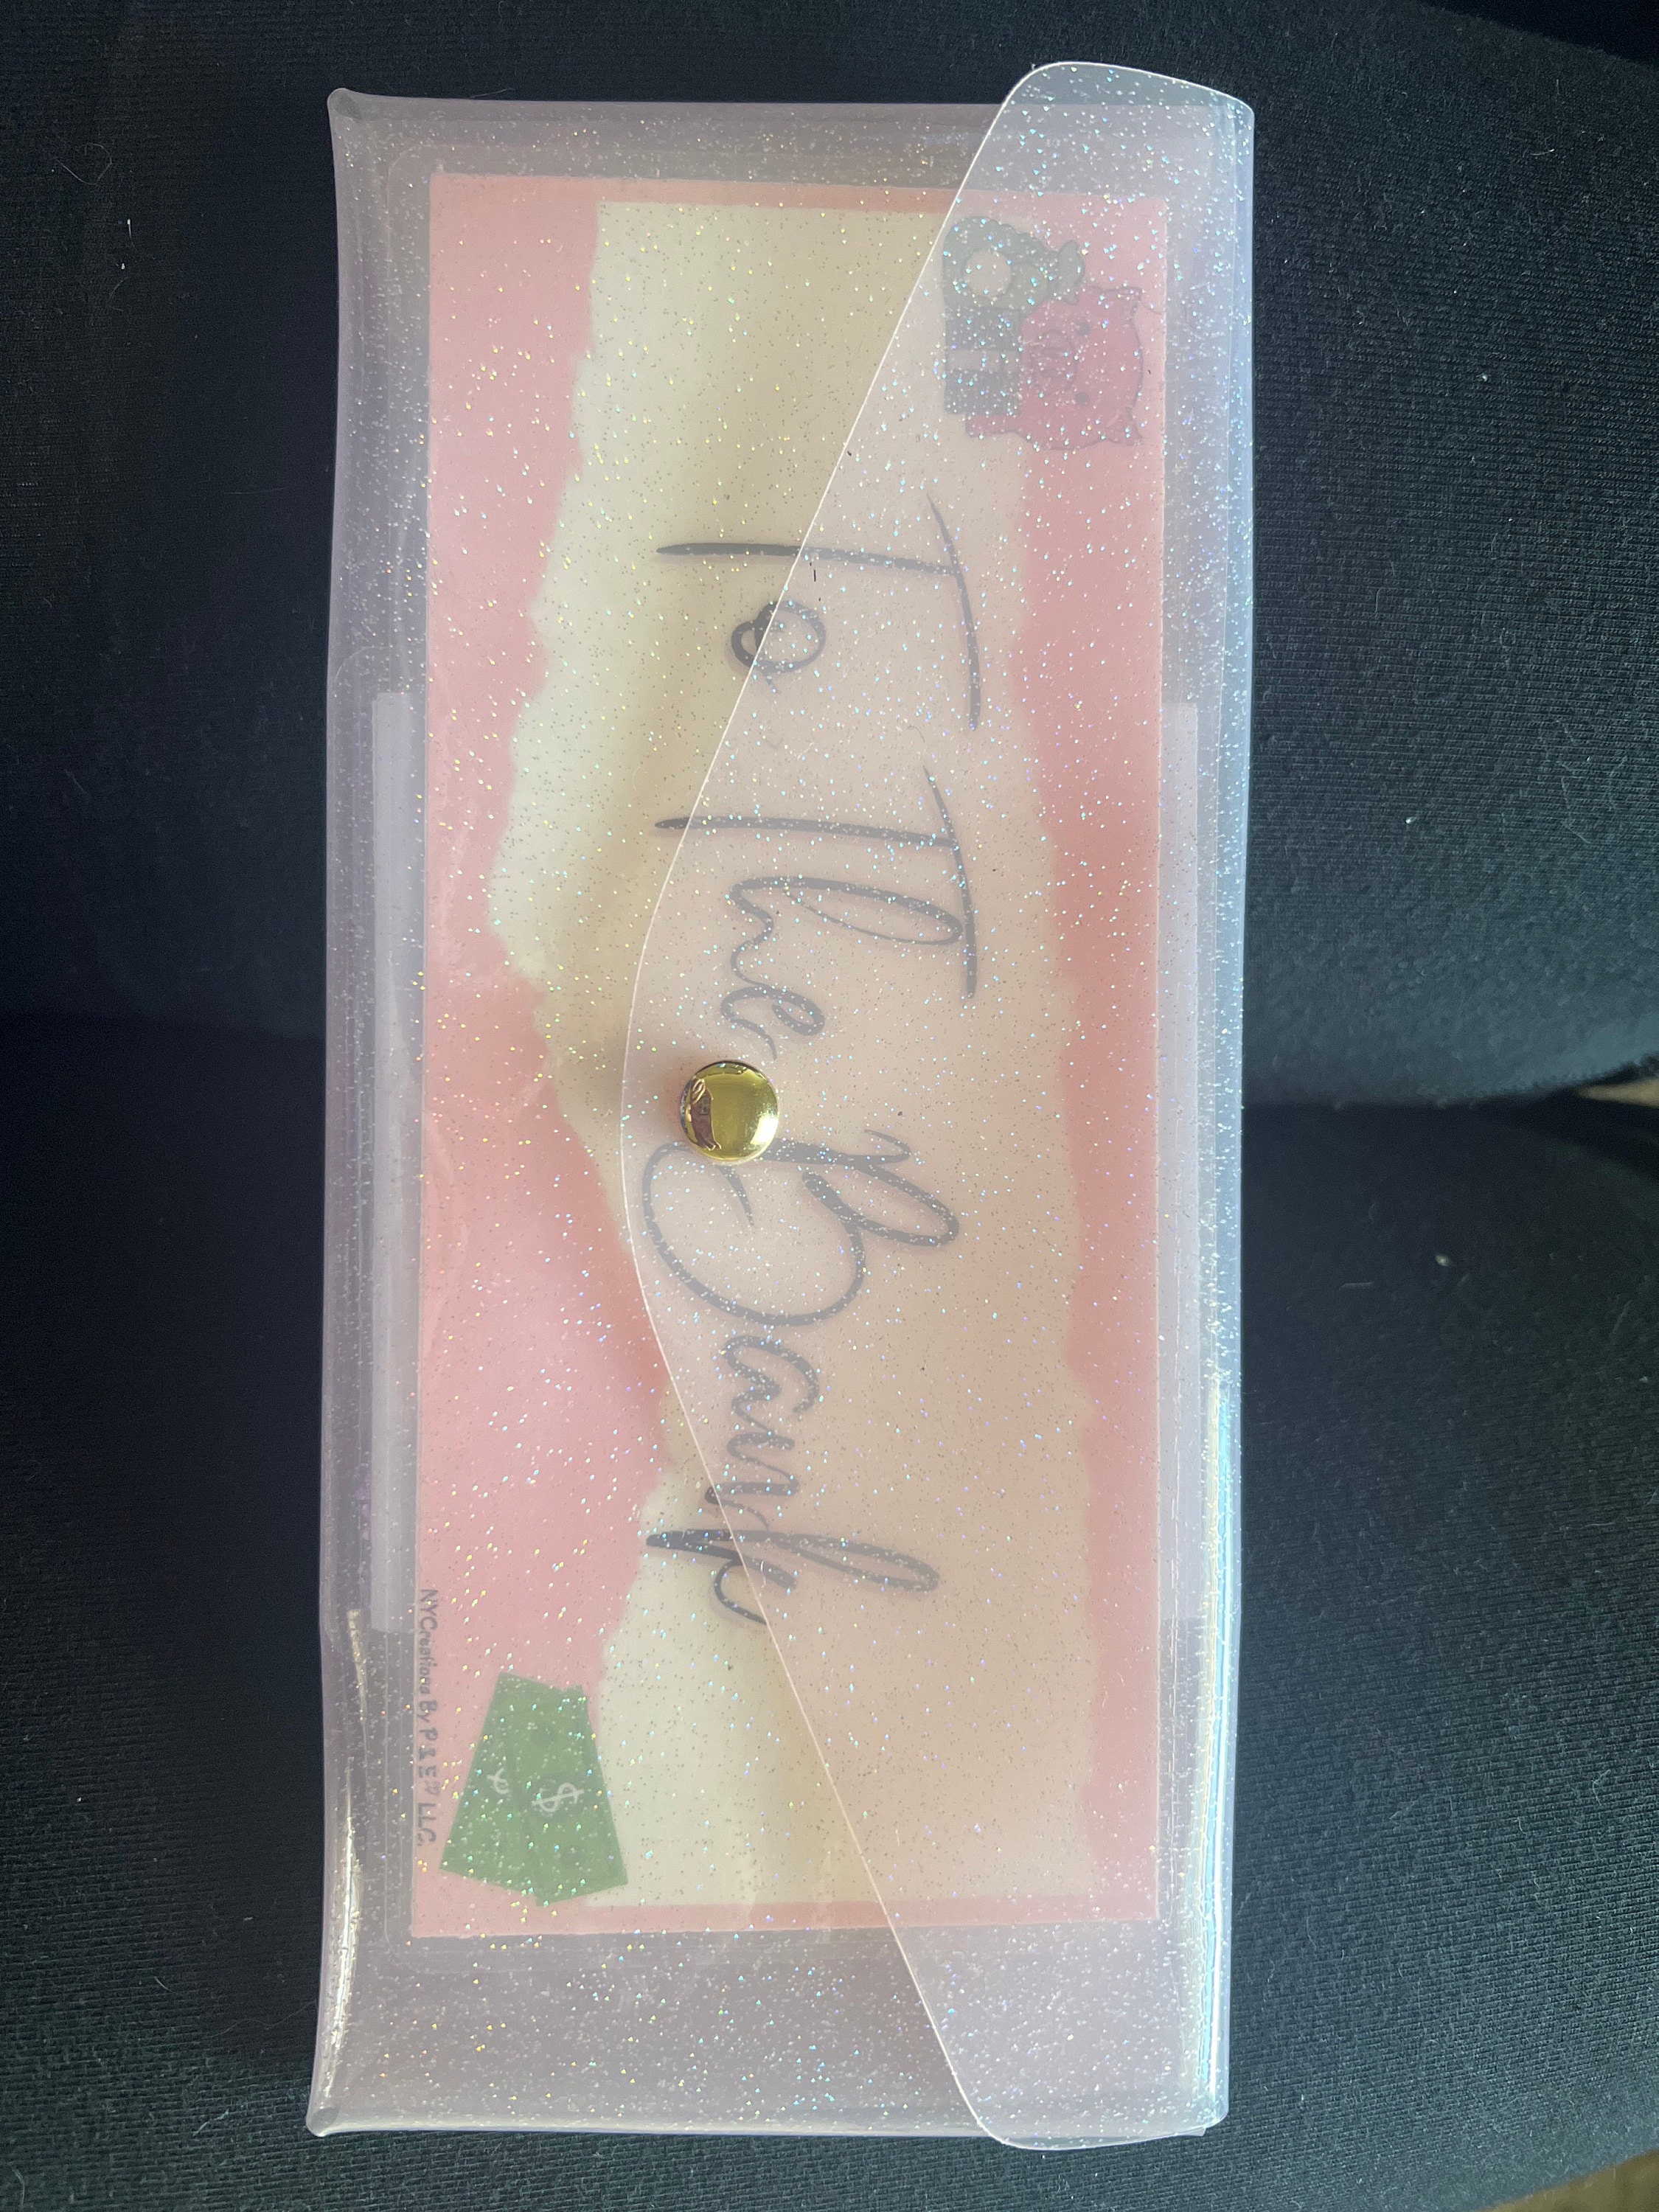 To The Bank
$
NYCreations By P & E LLC.